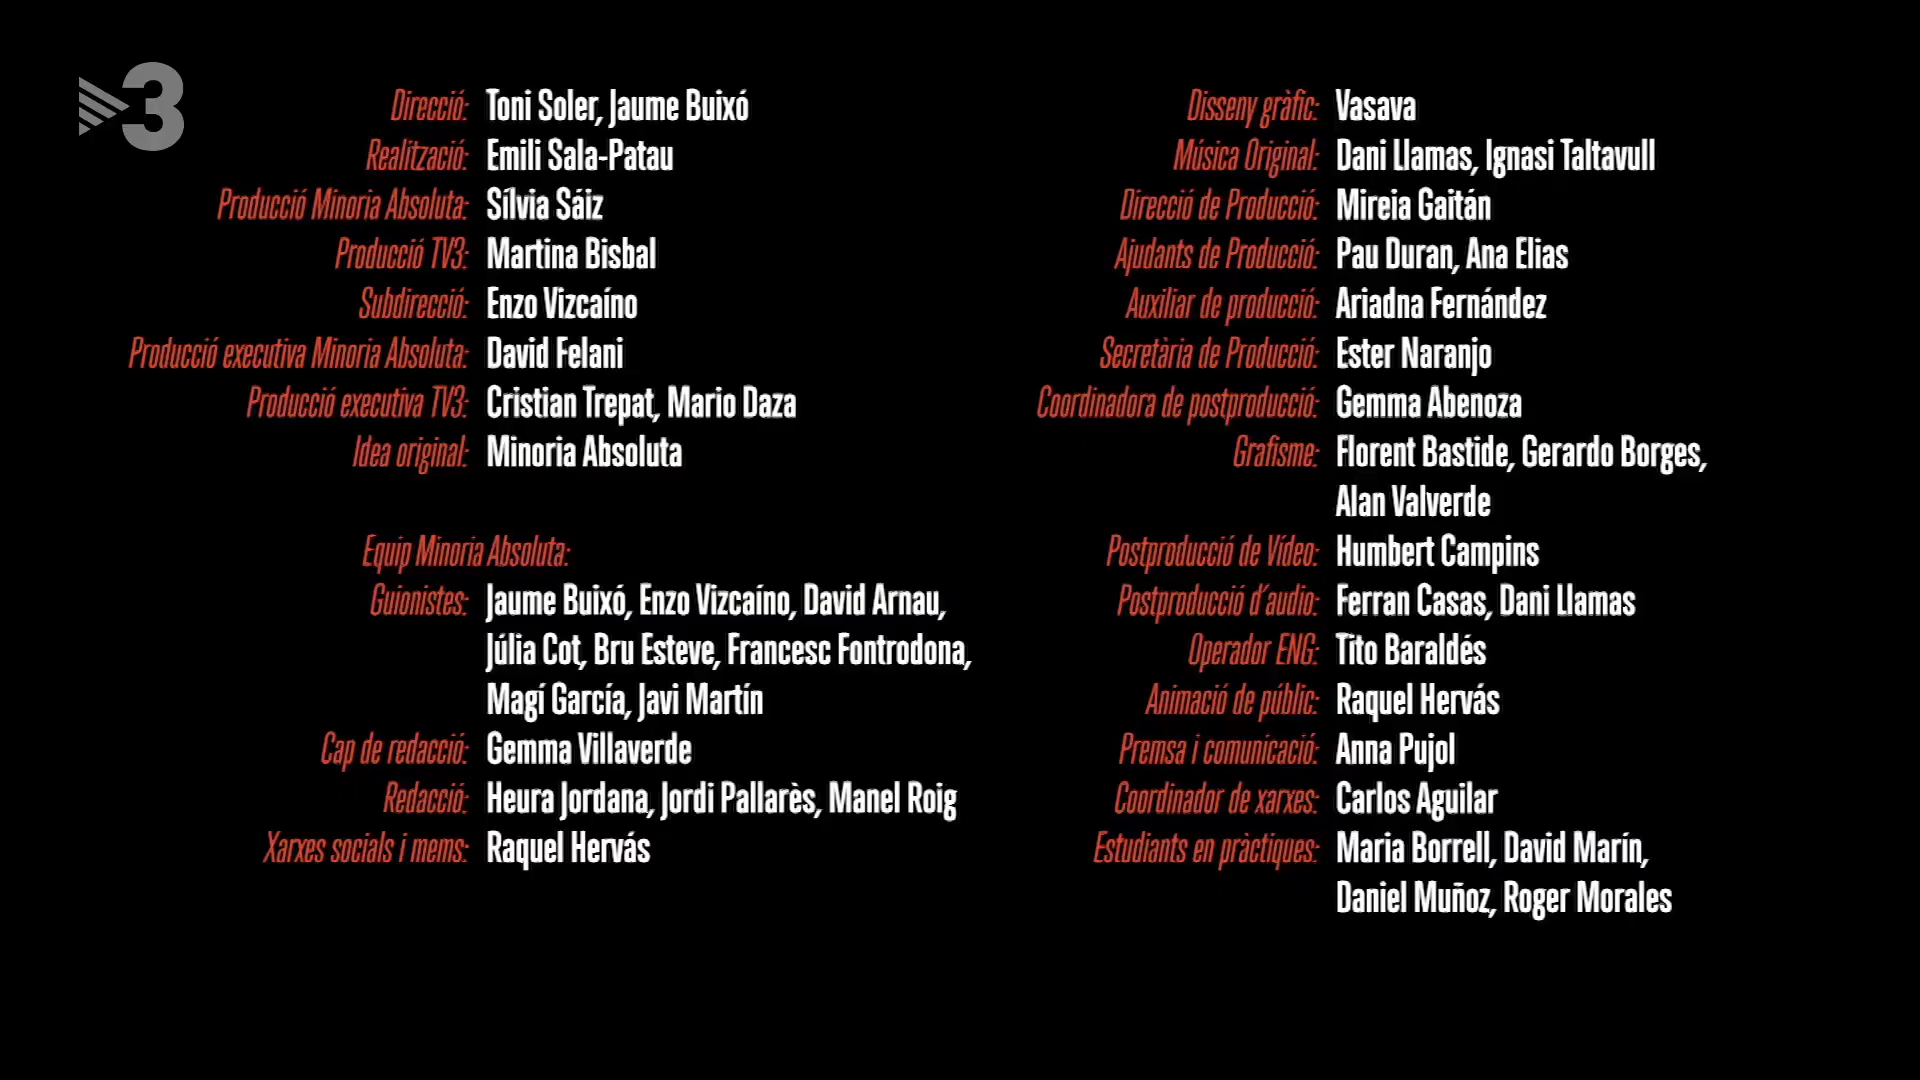 3
Direcció: Toni Soler, Jaume Buixó
Realització: Emili Sala-Patau
Producció Minoria Absoluta: Sílvia Sáiz
Producció TV3: Martina Bisbal
Subdirecció: Enzo Vizcaíno
Producció executiva Minoria Absoluta: David Felani
Producció executiva TV3: Cristian Trepat, Mario Daza
Idea original: Minoria Absoluta
Equip Minoria Absoluta:
Guionistes: Jaume Buixó, Enzo Vizcaíno, David Arnau,
Júlia Cot, Bru Esteve, Francesc Fontrodona,
Magí García, Javi Martín
Cap de redacció: Gemma Villaverde
Redacció: Heura Jordana, Jordi Pallarès, Manel Roig
Xarxes socials i mems: Raquel Hervás
Disseny gràfic: Vasava
Música Original: Dani Llamas, Ignasi Taltavull
Direcció de Producció: Mireia Gaitán
Ajudants de Producció: Pau Duran, Ana Elias
Auxiliar de producció: Ariadna Fernández
Secretària de Producció: Ester Naranjo
Coordinadora de postproducció: Gemma Abenoza
Grafisme: Florent Bastide, Gerardo Borges,
Alan Valverde
Postproducció de Vídeo: Humbert Campins
Postproducció d'audio: Ferran Casas, Dani Llamas
Operador ENG: Tito Baraldés
Animació de públic: Raquel Hervás
Premsa i comunicació: Anna Pujol
Coordinador de xarxes: Carlos Aguilar
Estudiants en pràctiques: Maria Borrell, David Marín,
Daniel Muñoz, Roger Morales